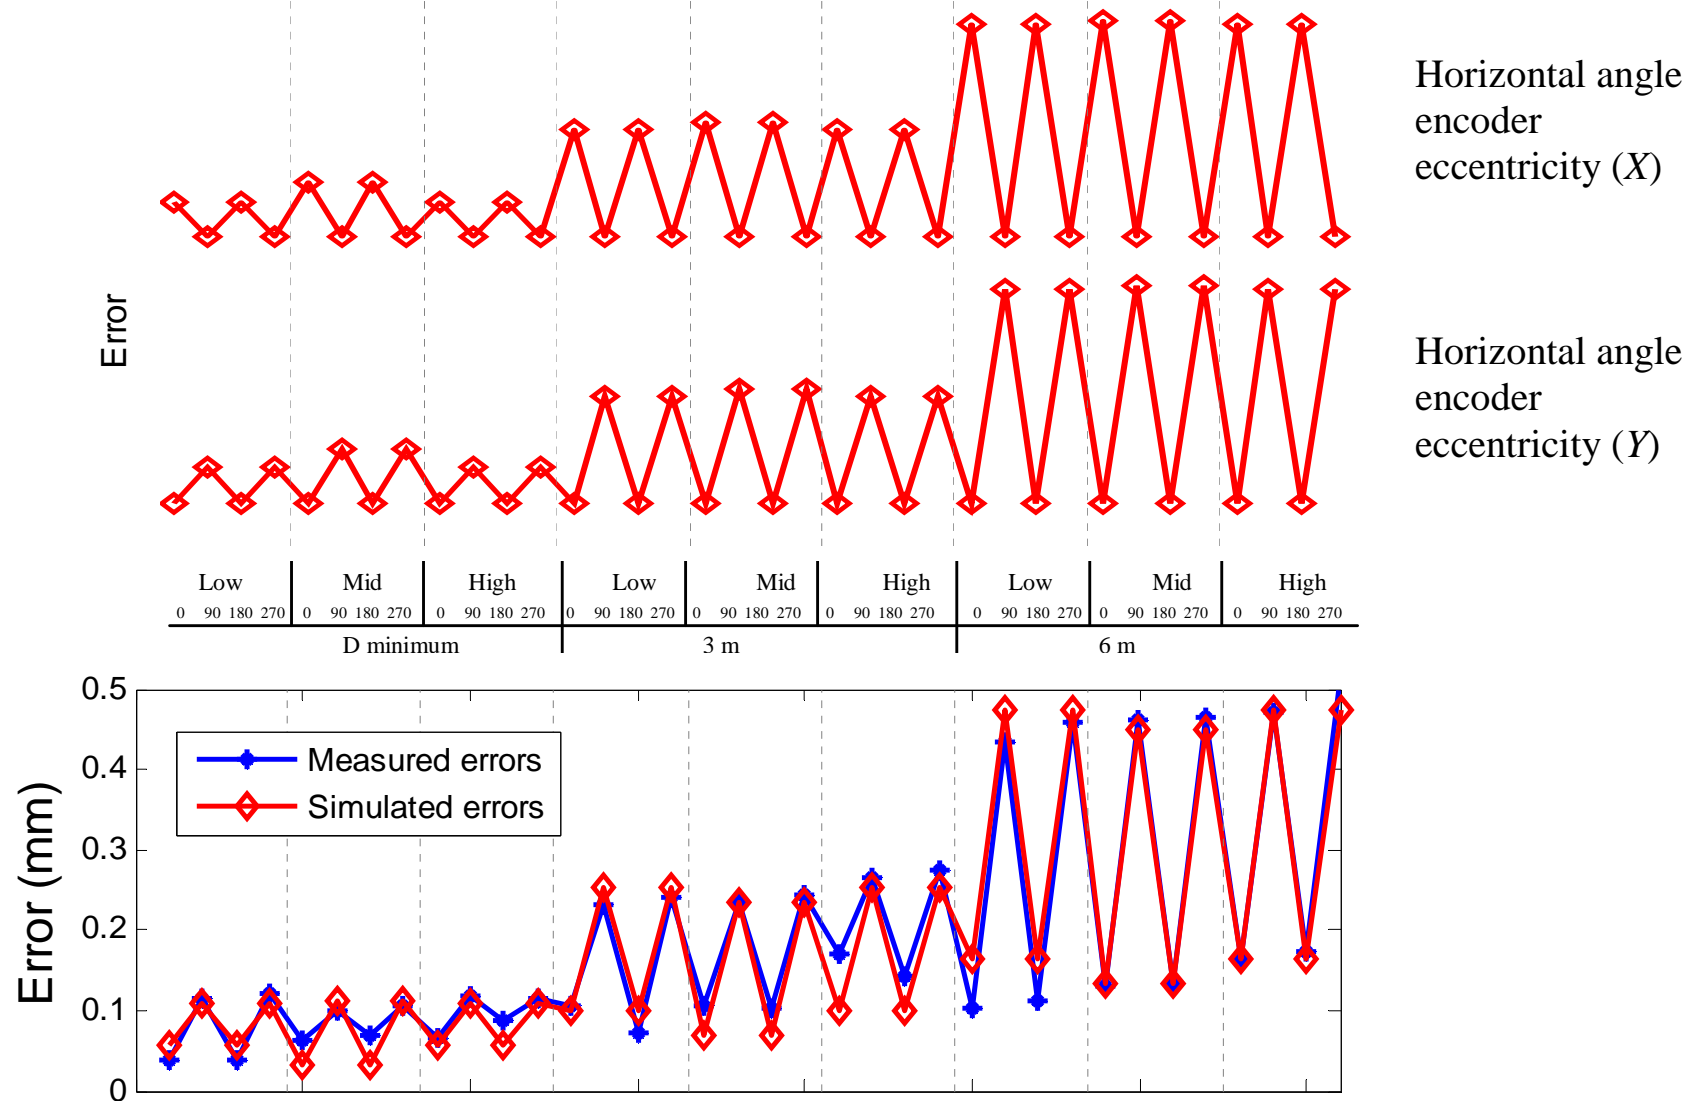 Horizontal angle
encoder
eccentricity (X)
Error
Horizontal angle
encoder
eccentricity (Y)
Low Mid High Low Mid High Low Mid High
0 90 180 270 0 90 180 270 0 90 180 270 0 90 180 270 0 90 180 270 0 90 180 270 0 90 180 270 0 90 180 270 0 90 180 270
D minimum 3 m 6 m
0.5
Measured errors
0.4
Simulated errors
0.3
Error (mm)
0.2
0.1
0